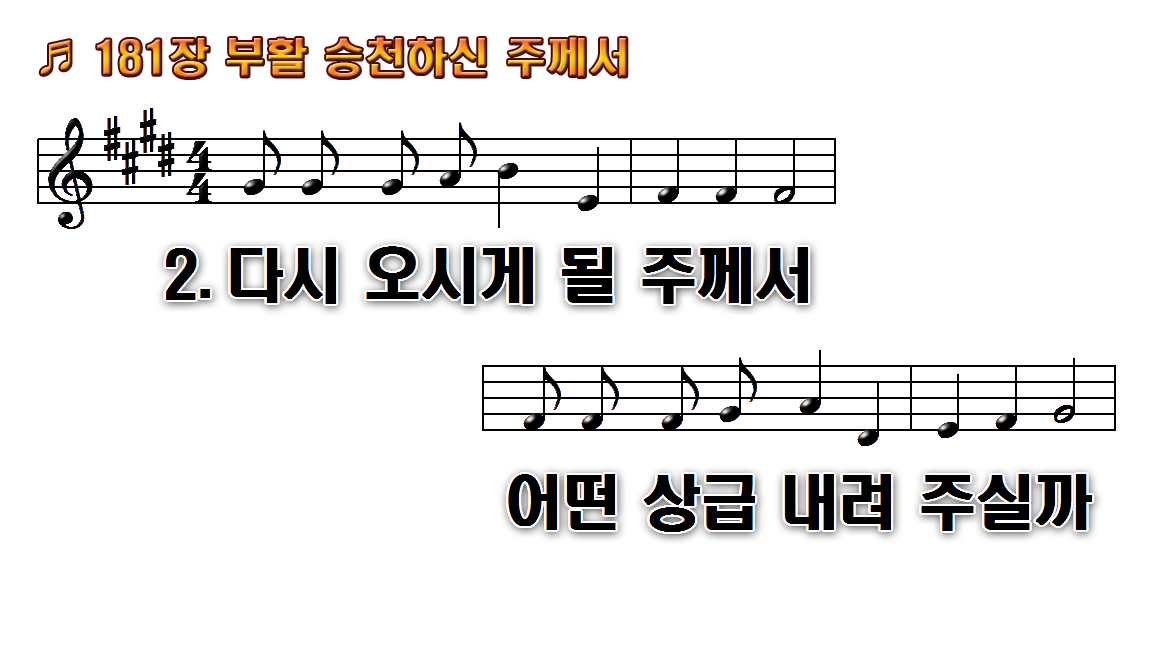 181장 부활 승천하신 주께서
2. 다시 오시게 될 주께서
어떤 상급 내려 주실까